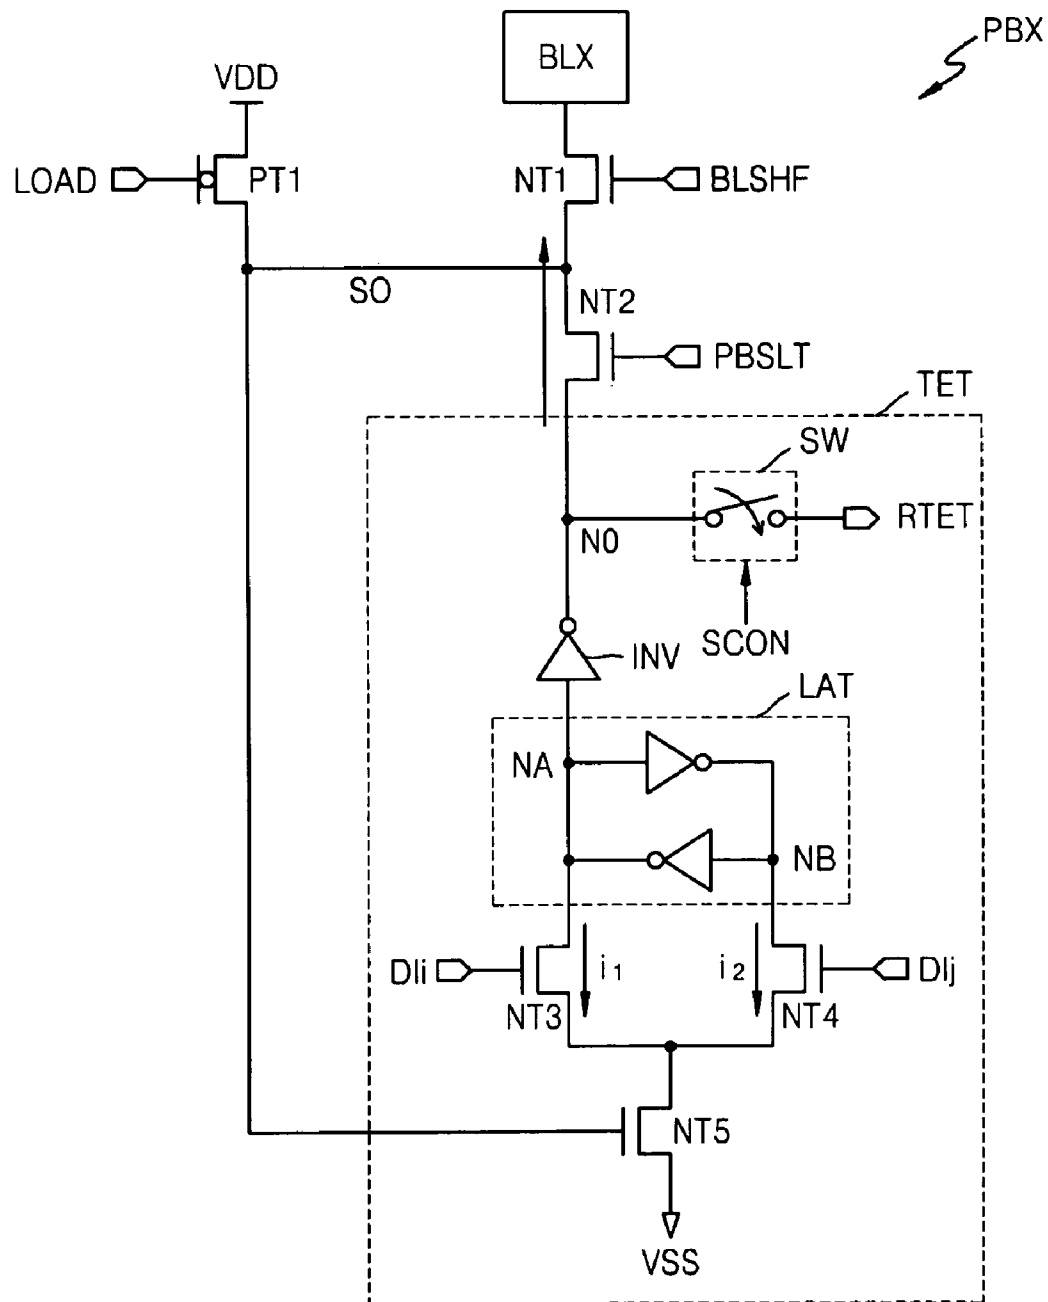 PBX
BLX
VDD
LOAD
PT1
NT1
BLSHF
SO
NT2
PBSLT
TET
SW
N0
RTET
INV
SCON
LAT
NA
NB
DIi
i1
i2
DIj
NT3
NT4
NT5
VSS